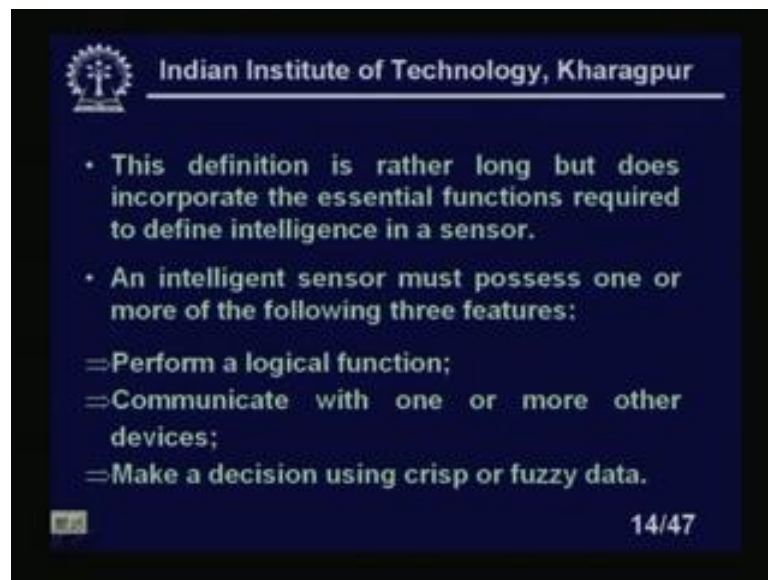 Indian Institute of Technology, Kharagpur
• This definition is rather long but does
incorporate the essential functions required
to define intelligence in a sensor.
• An intelligent sensor must possess one or
more of the following three features:
⇒Perform a logical function;
⇒Communicate with one or more other
devices;
⇒Make a decision using crisp or fuzzy data.
14/47